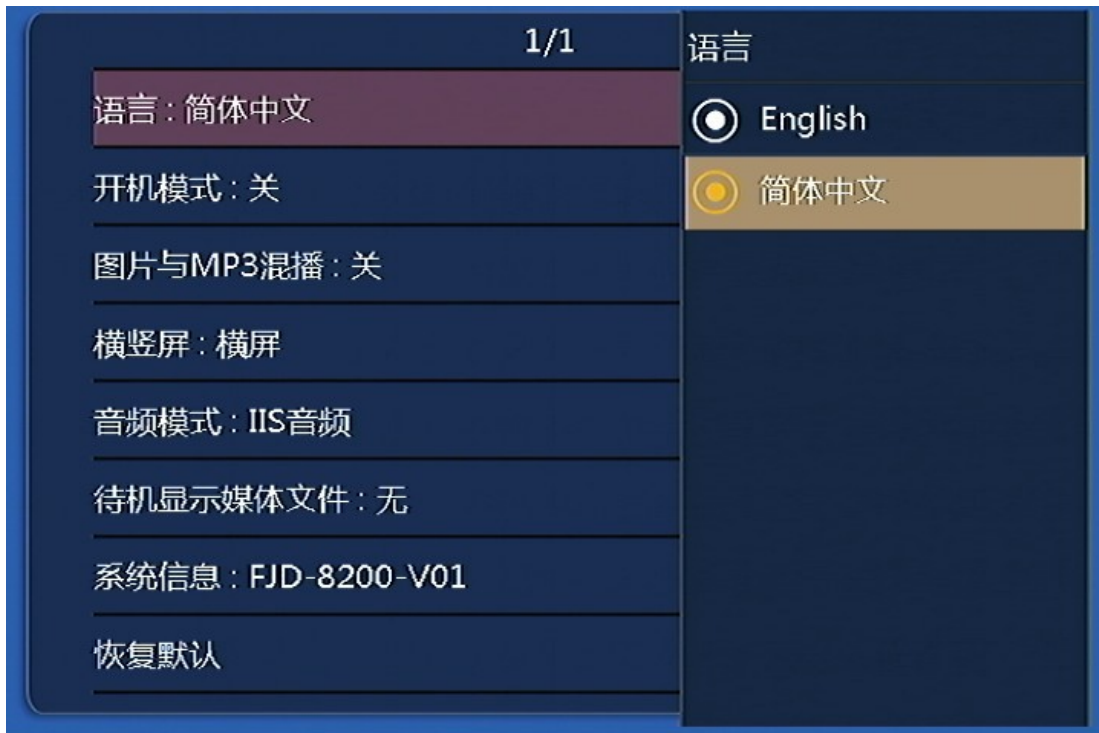 1/1
语言 : 简体中文
开机模式 : 关
图片与MP3混播 : 关
横竖屏 : 横屏
音频模式 : IIS音频
待机显示媒体文件 : 无
系统信息 : FJD-8200-V01
恢复默认
语言
English
简体中文